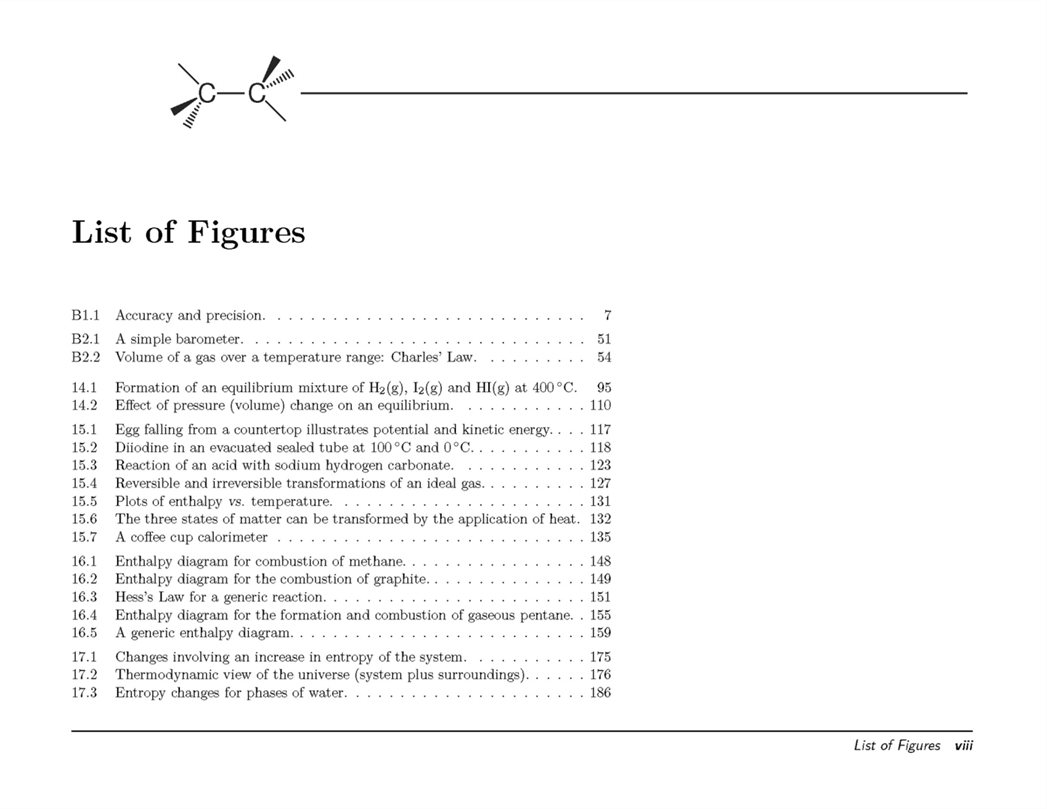 C C
List of Figures
B1.1 Accuracy and precision. . . . . . . . . . . . . . . . . . . . . . . . . . . . . 7
B2.1 A simple barometer. . . . . . . . . . . . . . . . . . . . . . . . . . . . . . . 51
B2.2 Volume of a gas over a temperature range: Charles' Law. . . . . . . . . . 54
14.1 Formation of an equilibrium mixture of H₂(g), I₂(g) and HI(g) at 400 °C. 95
14.2 Effect of pressure (volume) change on an equilibrium. . . . . . . . . . . . 110
15.1 Egg falling from a countertop illustrates potential and kinetic energy. . . . 117
15.2 Diiodine in an evacuated sealed tube at 100 °C and 0 °C. . . . . . . . . . . 118
15.3 Reaction of an acid with sodium hydrogen carbonate. . . . . . . . . . . . 123
15.4 Reversible and irreversible transformations of an ideal gas. . . . . . . . . . 127
15.5 Plots of enthalpy vs. temperature. . . . . . . . . . . . . . . . . . . . . . . 131
15.6 The three states of matter can be transformed by the application of heat. 132
15.7 A coffee cup calorimeter . . . . . . . . . . . . . . . . . . . . . . . . . . . . 135
16.1 Enthalpy diagram for combustion of methane. . . . . . . . . . . . . . . . . 148
16.2 Enthalpy diagram for the combustion of graphite. . . . . . . . . . . . . . . 149
16.3 Hess's Law for a generic reaction. . . . . . . . . . . . . . . . . . . . . . . . 151
16.4 Enthalpy diagram for the formation and combustion of gaseous pentane. . 155
16.5 A generic enthalpy diagram. . . . . . . . . . . . . . . . . . . . . . . . . . . 159
17.1 Changes involving an increase in entropy of the system. . . . . . . . . . . 175
17.2 Thermodynamic view of the universe (system plus surroundings). . . . . . 176
17.3 Entropy changes for phases of water. . . . . . . . . . . . . . . . . . . . . . 186
List of Figures viii